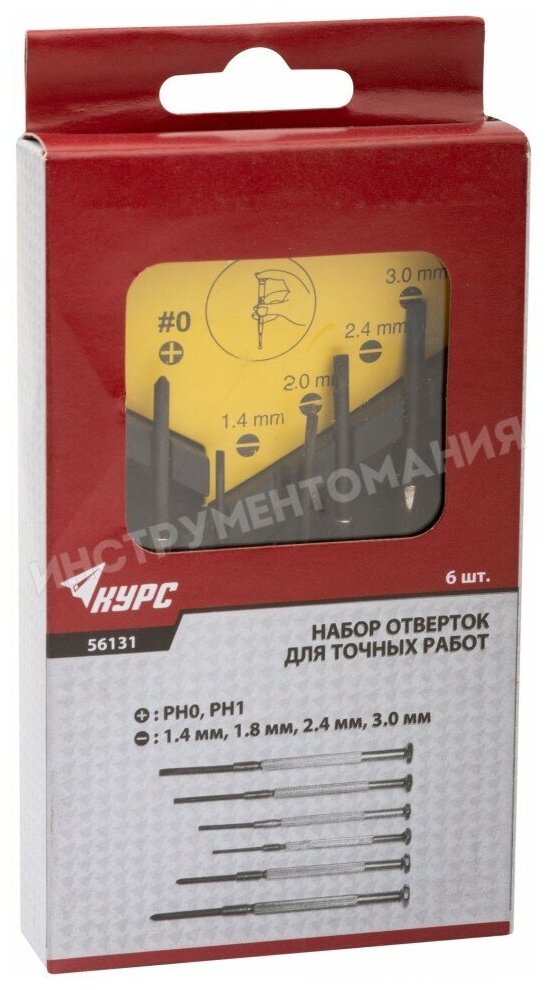 3.0 mm
#0
2.4 mm
2.0 m
1.4 mm
ИНСТРУМЕНТОМАНИЯ
6 шт.
КУРС
56131
НАБОР ОТВЕРТОК
ДЛЯ ТОЧНЫХ РАБОТ
: PH0, PH1
: 1.4 мм, 1.8 мм, 2.4 мм, 3.0 мм